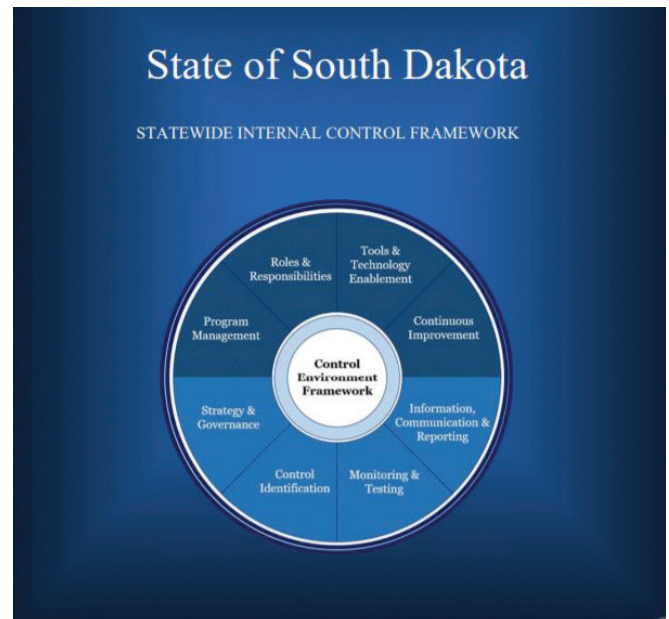 State of South Dakota
STATEWIDE INTERNAL CONTROL FRAMEWORK
Roles &
Responsibilities
Tools &
Technology
Enablement
Program
Management
Continuous
Improvement
Control
Environment
Framework
Strategy &
Governance
Information,
Communication &
Reporting
Control
Identification
Monitoring &
Testing